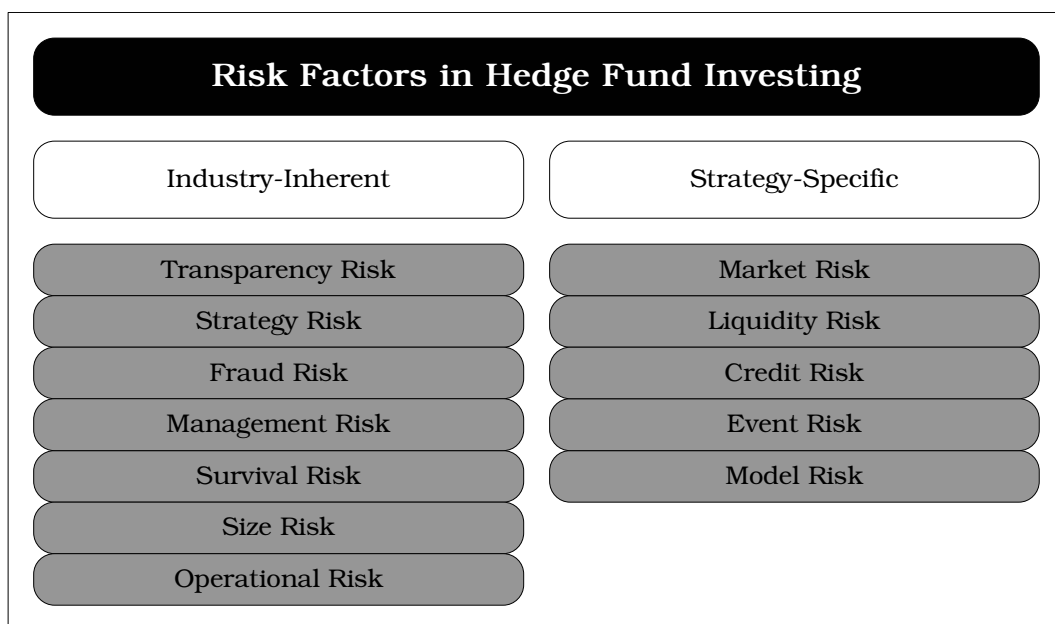 Risk Factors in Hedge Fund Investing
Industry-Inherent
Transparency Risk
Strategy Risk
Fraud Risk
Management Risk
Survival Risk
Size Risk
Operational Risk
Strategy-Specific
Market Risk
Liquidity Risk
Credit Risk
Event Risk
Model Risk